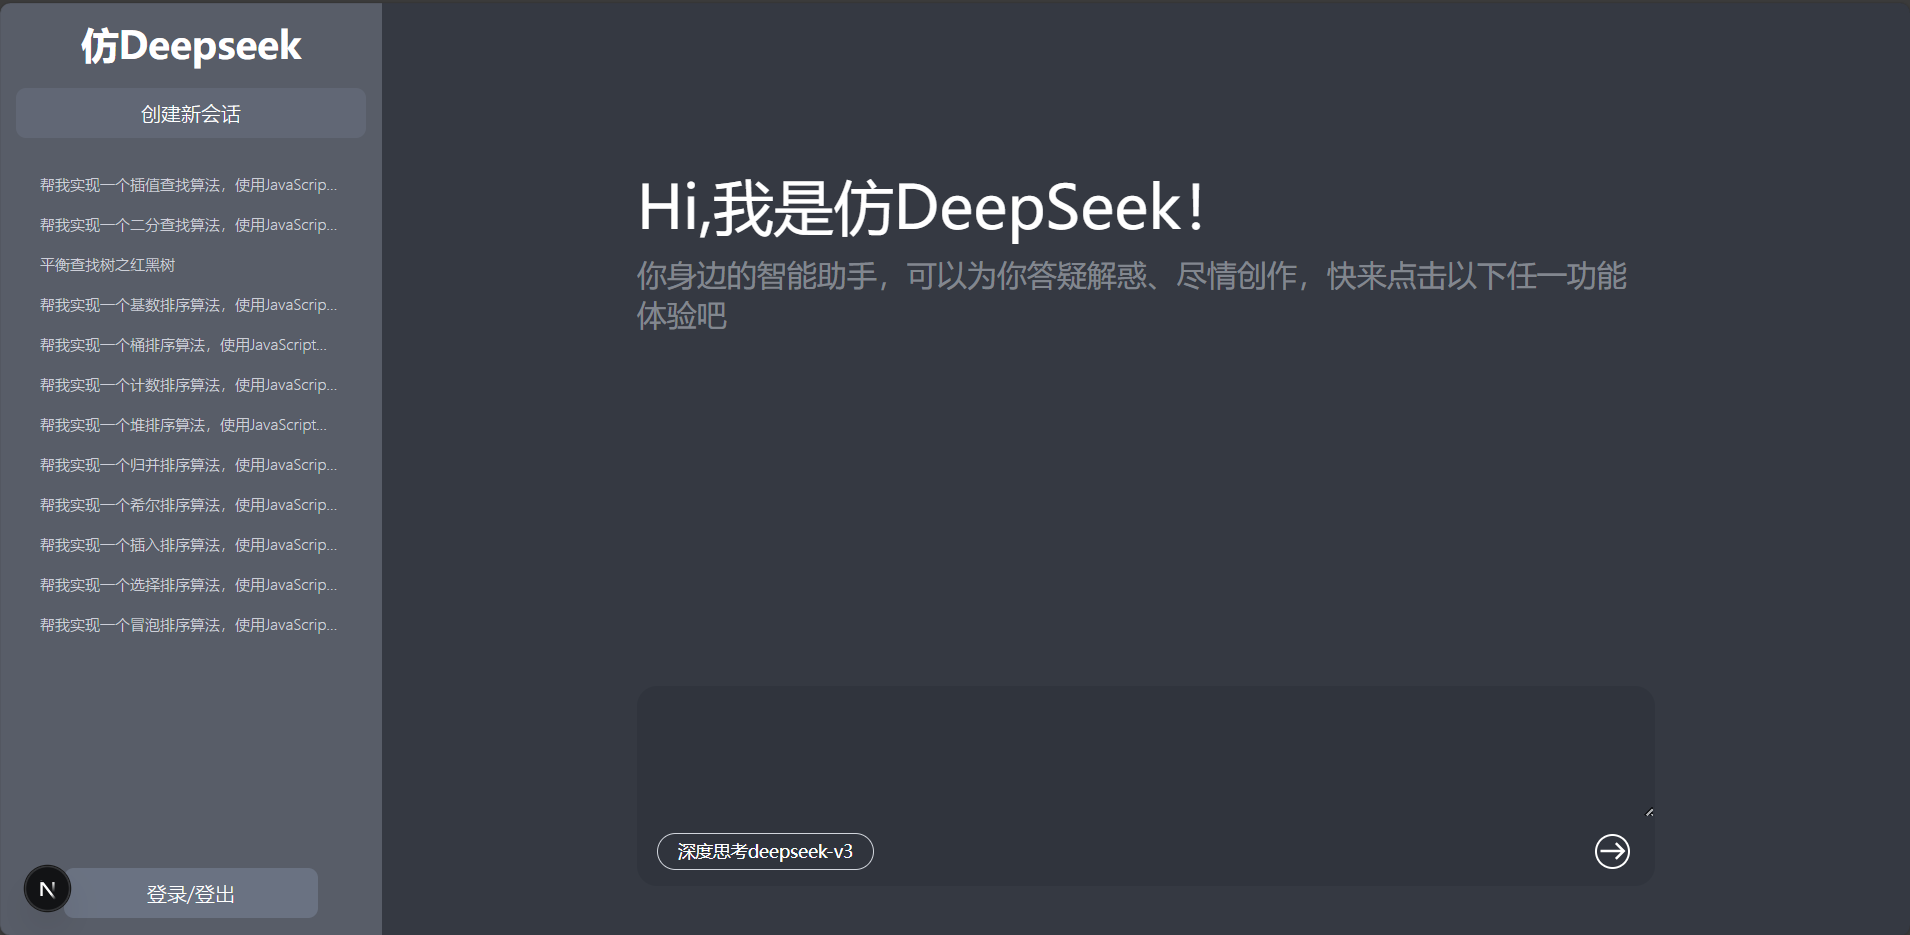 仿Deepseek
创建新会话
帮我实现一个插值查找算法，使用JavaScrip...
帮我实现一个二分查找算法，使用JavaScrip...
平衡查找树之红黑树
帮我实现一个基数排序算法，使用JavaScrip...
帮我实现一个桶排序算法，使用JavaScript...
帮我实现一个计数排序算法，使用JavaScrip...
帮我实现一个堆排序算法，使用JavaScript...
帮我实现一个归并排序算法，使用JavaScrip...
帮我实现一个希尔排序算法，使用JavaScrip...
帮我实现一个插入排序算法，使用JavaScrip...
帮我实现一个选择排序算法，使用JavaScrip...
帮我实现一个冒泡排序算法，使用JavaScrip...
N
登录/登出
Hi,我是仿DeepSeek！
你身边的智能助手，可以为你答疑解惑、尽情创作，快来点击以下任一功能
体验吧
深度思考deepseek-v3